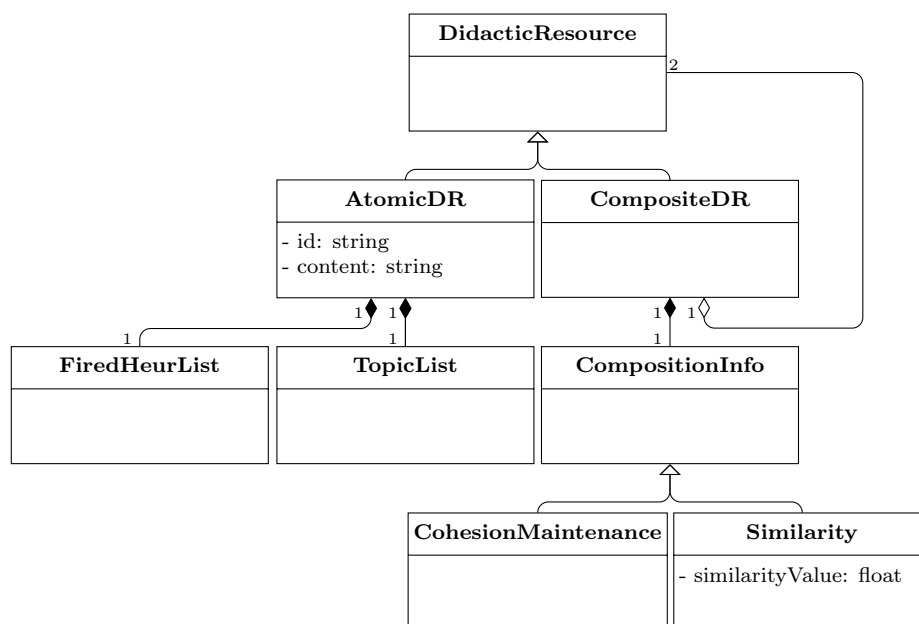 DidacticResource
2
AtomicDR
- id: string
- content: string
CompositeDR
1
1
1
1
1
1
1
FiredHeurList
TopicList
CompositionInfo
CohesionMaintenance
Similarity
- similarityValue: float